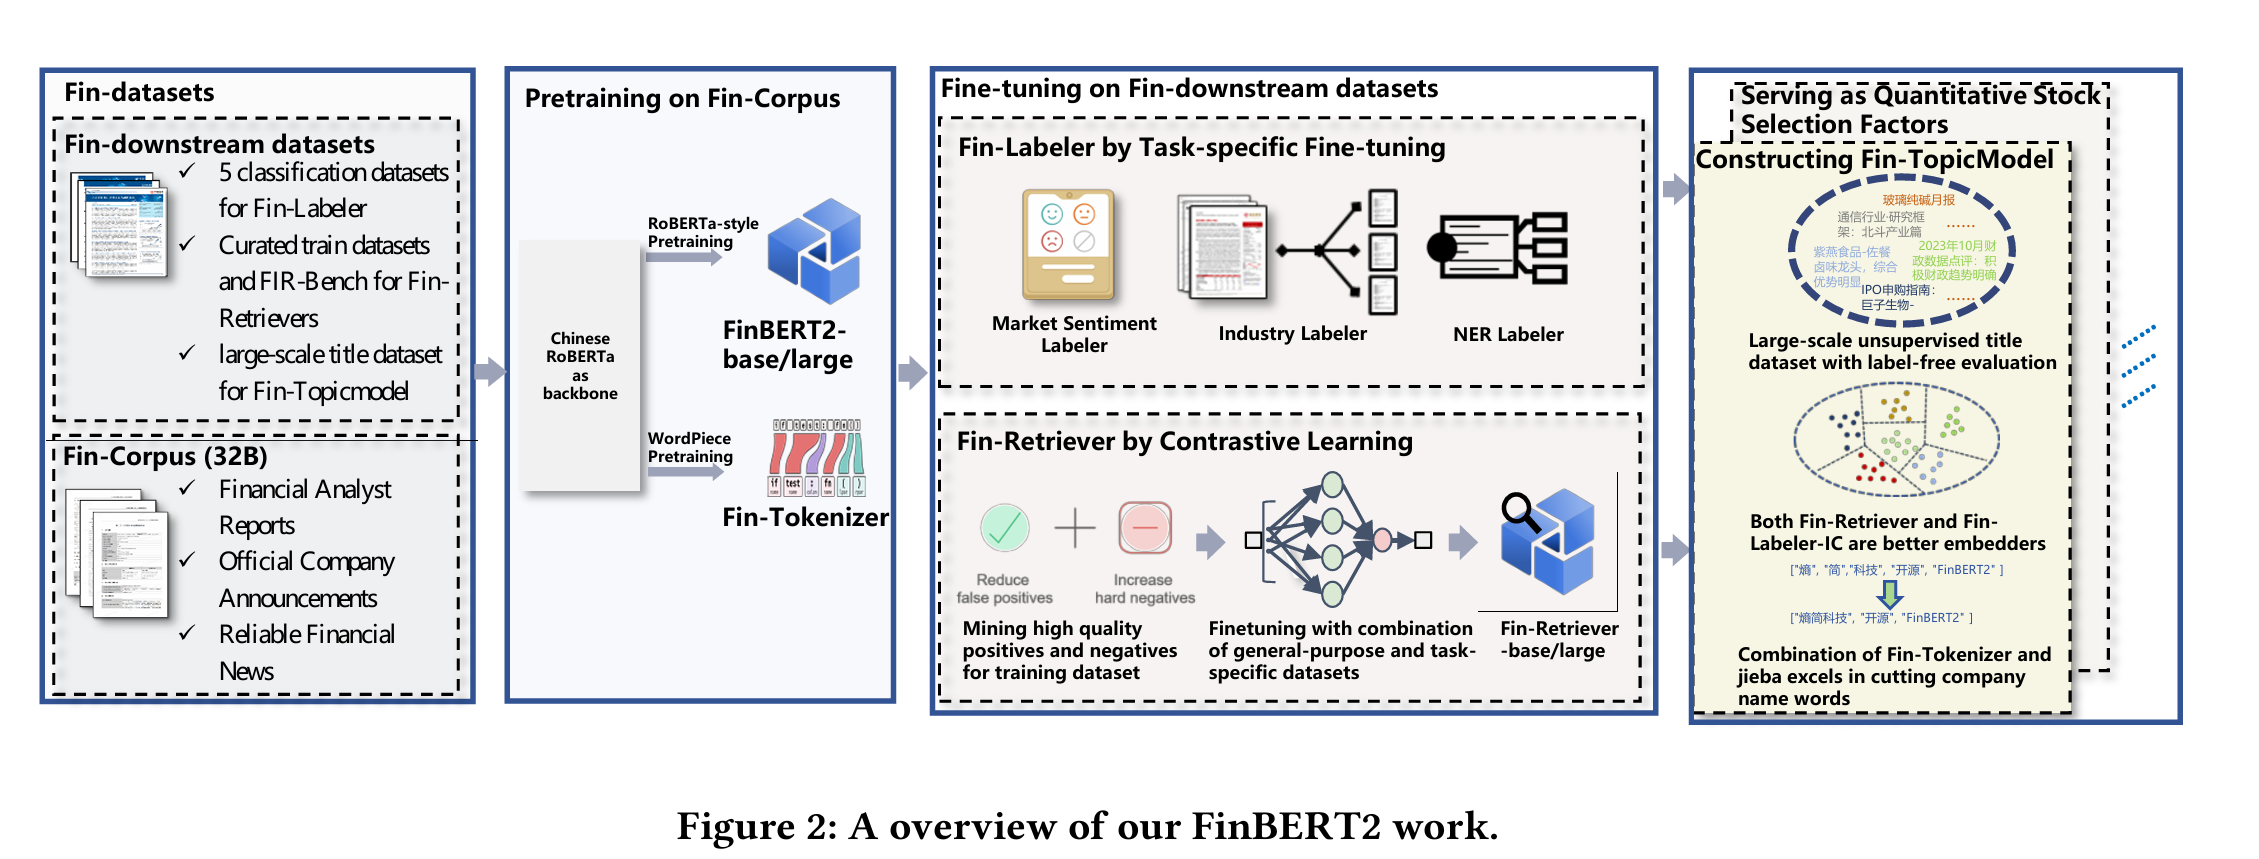 Fin-datasets
Fin-downstream datasets
✓ 5 classification datasets
for Fin-Labeler
✓ Curated train datasets
and FIR-Bench for Fin-
Retrievers
✓ large-scale title dataset
for Fin-Topicmodel
Fin-Corpus (32B)
✓ Financial Analyst
Reports
✓ Official Company
Announcements
✓ Reliable Financial
News
Pretraining on Fin-Corpus
Chinese
RoBERTa
as
backbone
RoBERTa-style
Pretraining
FinBERT2-
base/large
WordPiece
Pretraining
if
test
:
fn
(
)
Fin-Tokenizer
Fine-tuning on Fin-downstream datasets
Fin-Labeler by Task-specific Fine-tuning
Market Sentiment
Labeler
Industry Labeler
NER Labeler
Fin-Retriever by Contrastive Learning
Reduce
false positives
Increase
hard negatives
Mining high quality
positives and negatives
for training dataset
Finetuning with combination
of general-purpose and task-
specific datasets
Fin-Retriever
-base/large
Serving as Quantitative Stock
Selection Factors
Constructing Fin-TopicModel
玻璃纯碱月报
通信行业·研究框
架：北斗产业篇
......
紫燕食品-佐餐
卤味龙头，综合
优势明显
2023年10月财
政数据点评：积
极财政趋势明确
IPO申购指南：
巨子生物-
......
Large-scale unsupervised title
dataset with label-free evaluation
Both Fin-Retriever and Fin-
Labeler-IC are better embedders
["熵", "简","科技", "开源", "FinBERT2" ]
["熵简科技", "开源", "FinBERT2" ]
Combination of Fin-Tokenizer and
jieba excels in cutting company
name words
Figure 2: A overview of our FinBERT2 work.